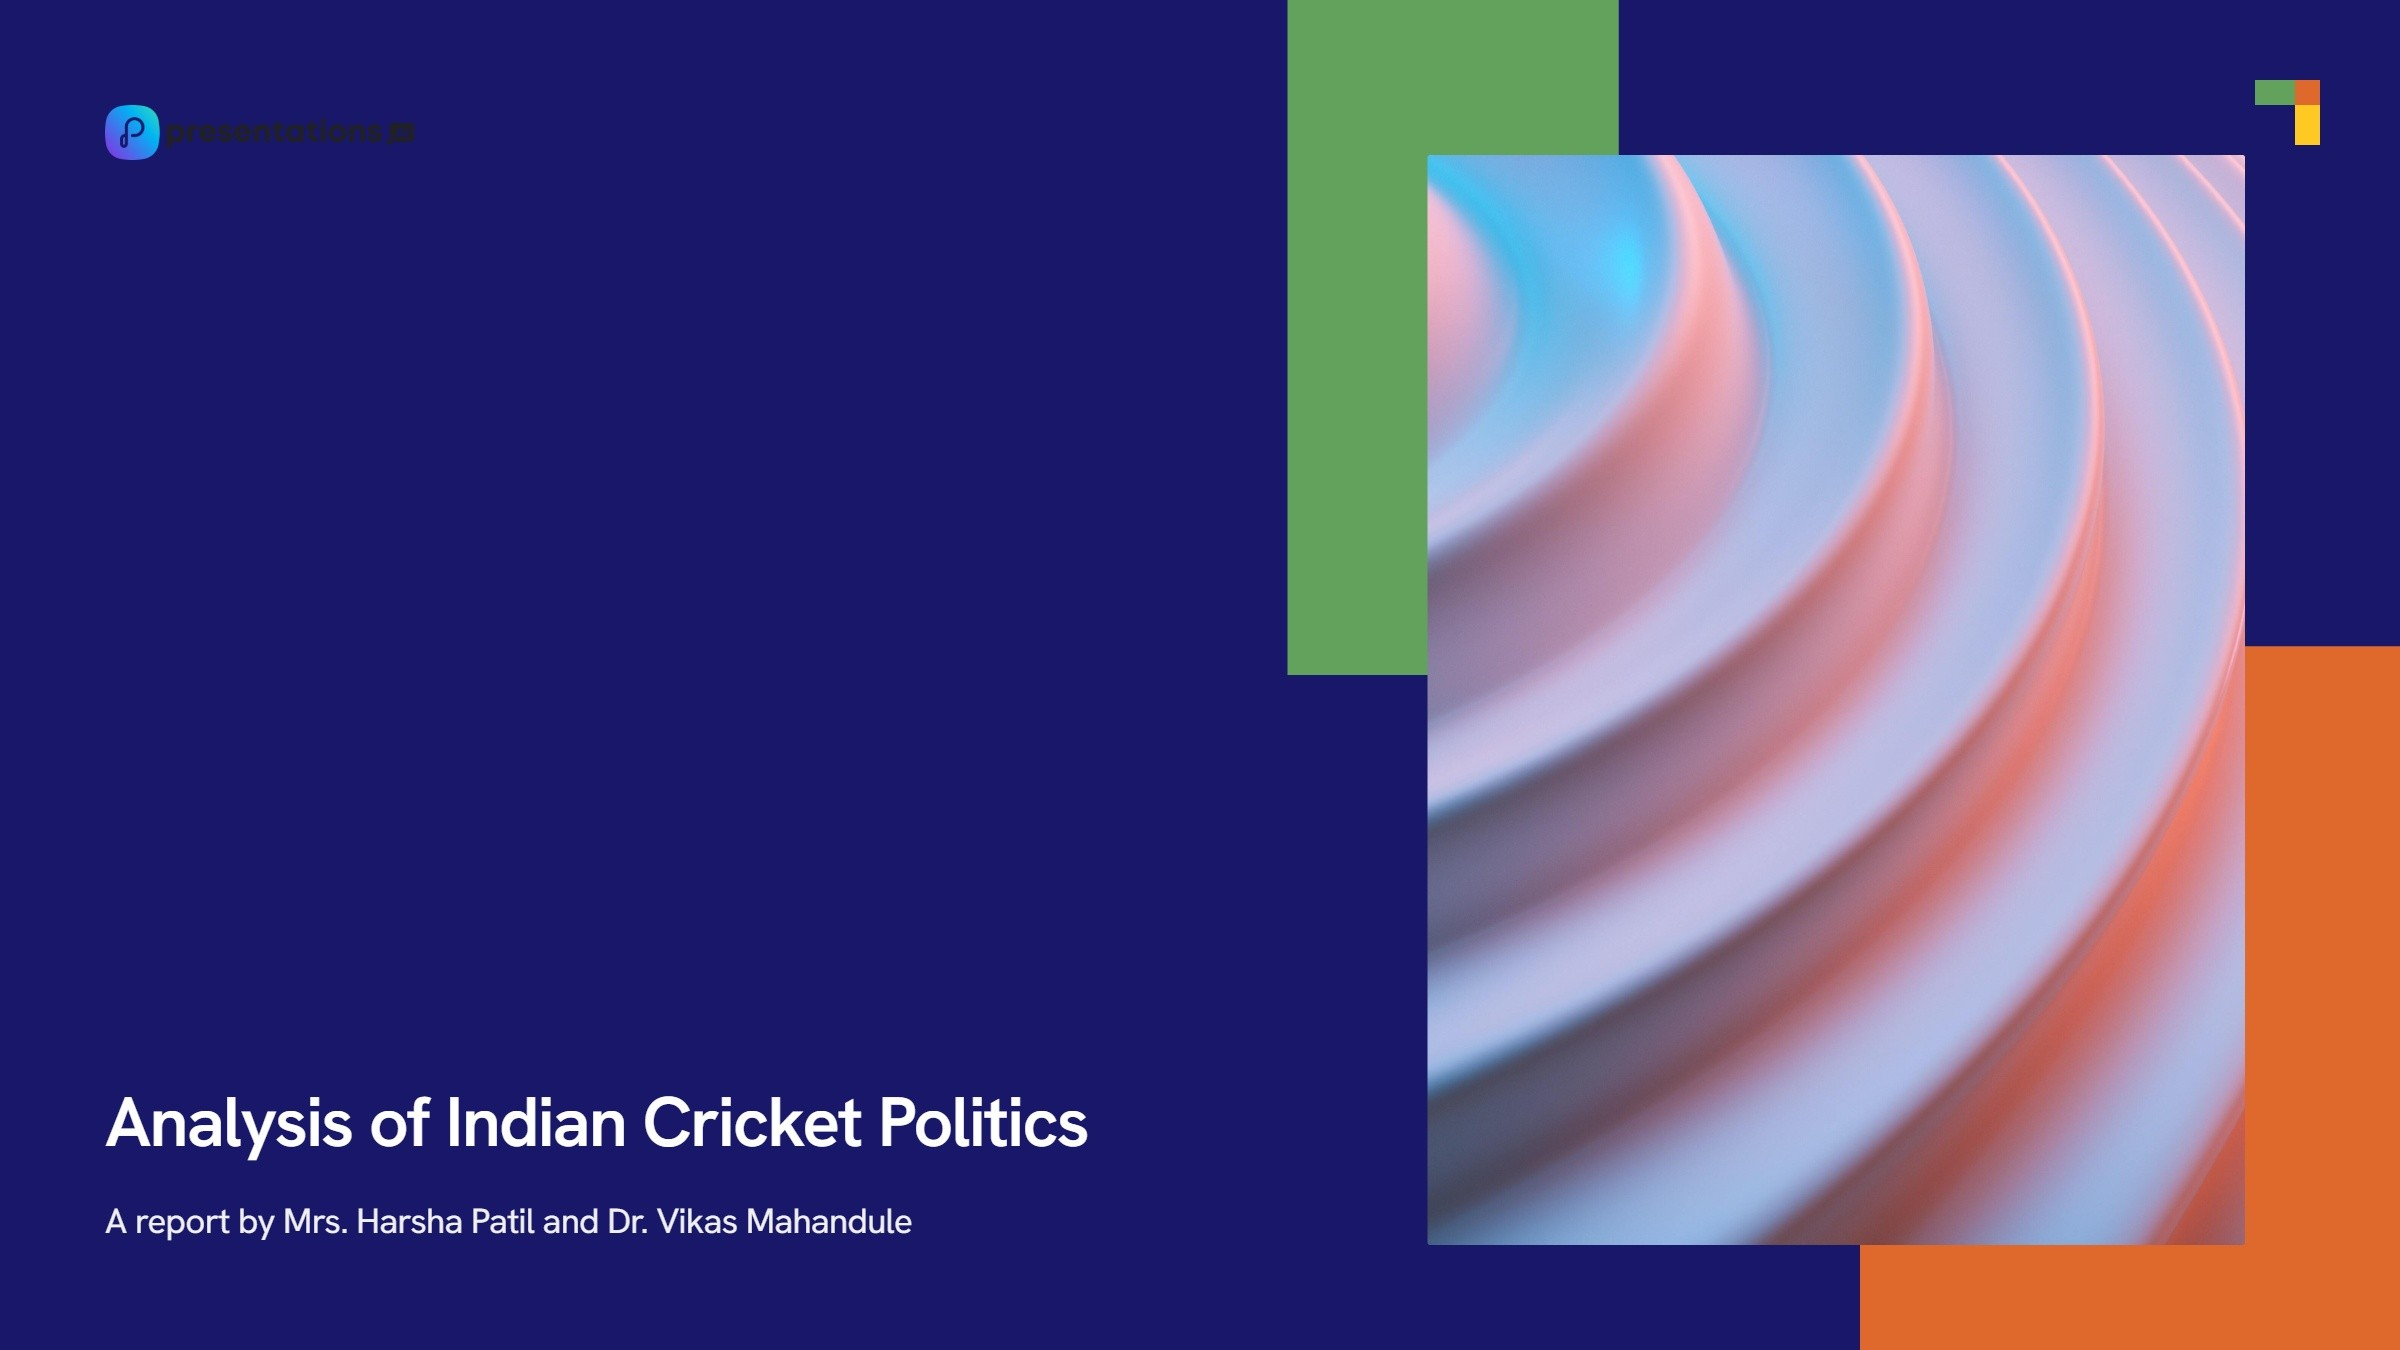 presentations.ai
Analysis of Indian Cricket Politics
A report by Mrs. Harsha Patil and Dr. Vikas Mahandule